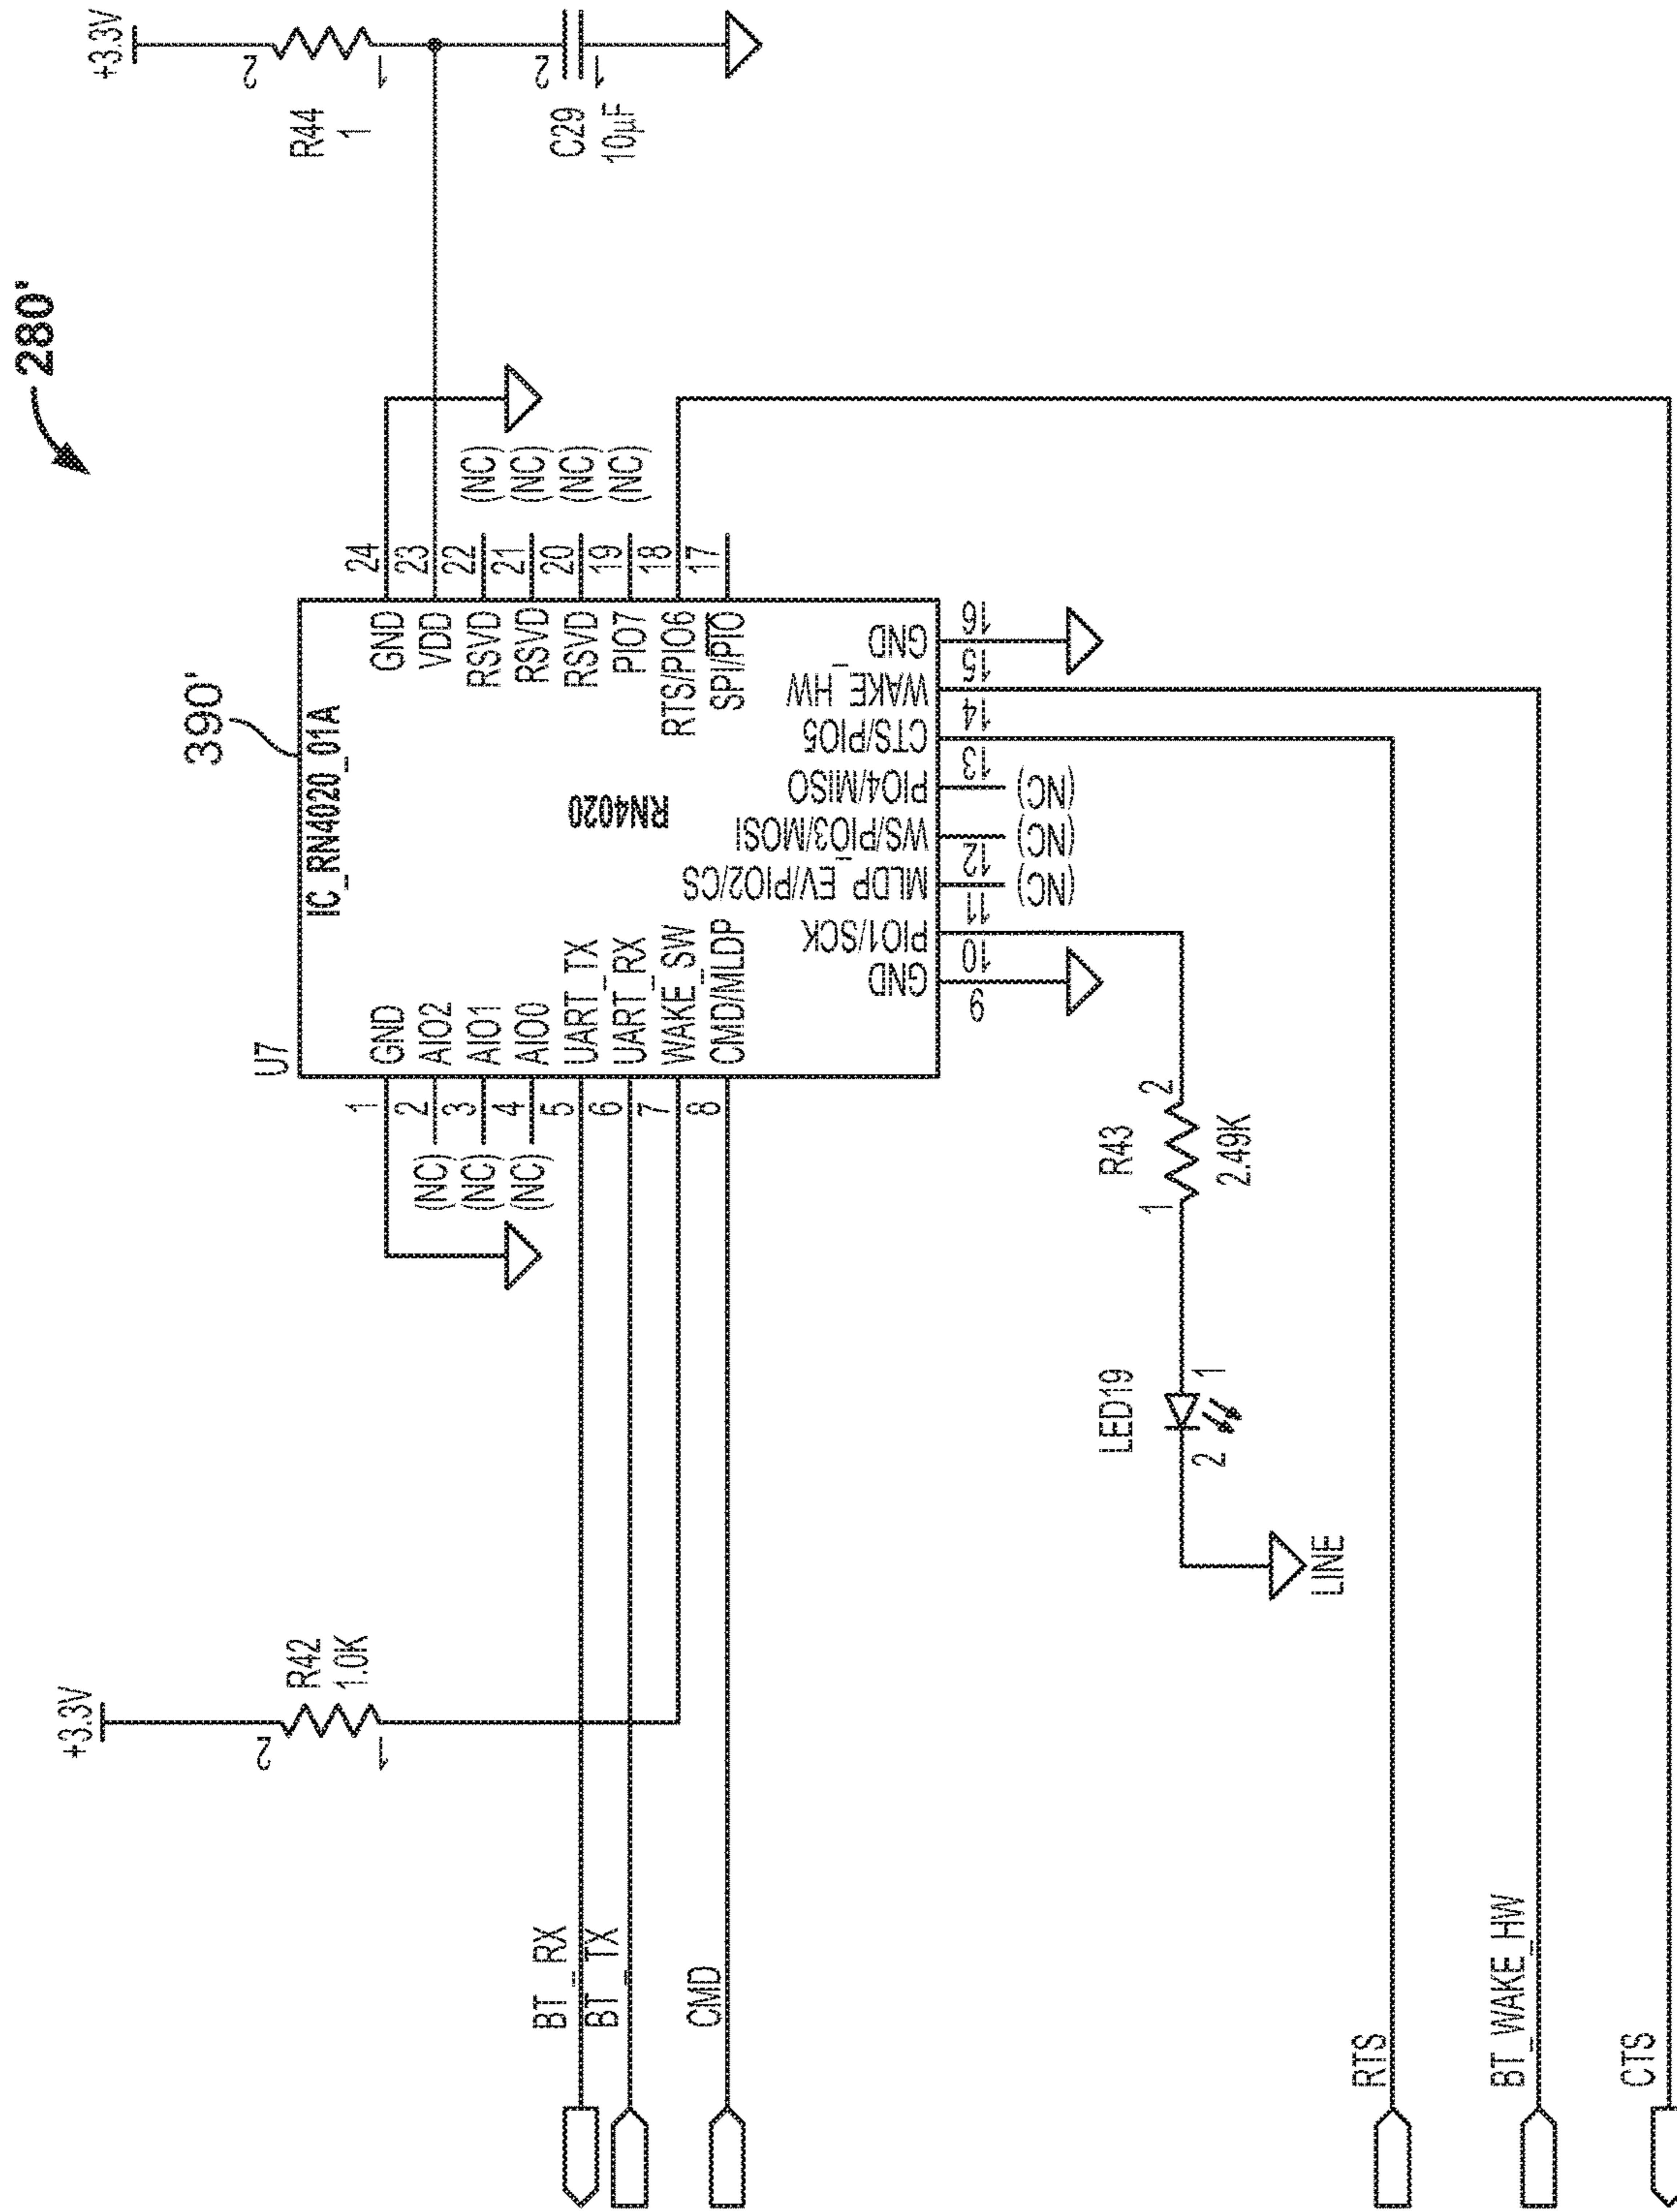 280'
+3.3V
2
R44
1
1
2
C29
10µF
1
390'
U7
IC_RN4020_01A
RN4020
1
GND
2
AIO2
(NC)
3
AIO1
(NC)
4
AIO0
(NC)
5
UART_TX
6
UART_RX
7
WAKE_SW
8
CMD/MLDP
24
GND
23
VDD
22
RSVD
(NC)
21
RSVD
(NC)
20
RSVD
(NC)
19
PIO7
(NC)
18
RTS/PIO6
17
SPI/PIO
9
GND
10
PIO1/SCK
11
MLDP_EV/PIO2/CS
(NC)
12
WS/PIO3/MOSI
(NC)
13
PIO4/MISO
(NC)
14
CTS/PIO5
15
WAKE_HW
16
GND
+3.3V
2
R42
1.0K
1
BT_RX
BT_TX
CMD
LED19
2
1
LINE
R43
1
2
2.49K
RTS
BT_WAKE_HW
CTS